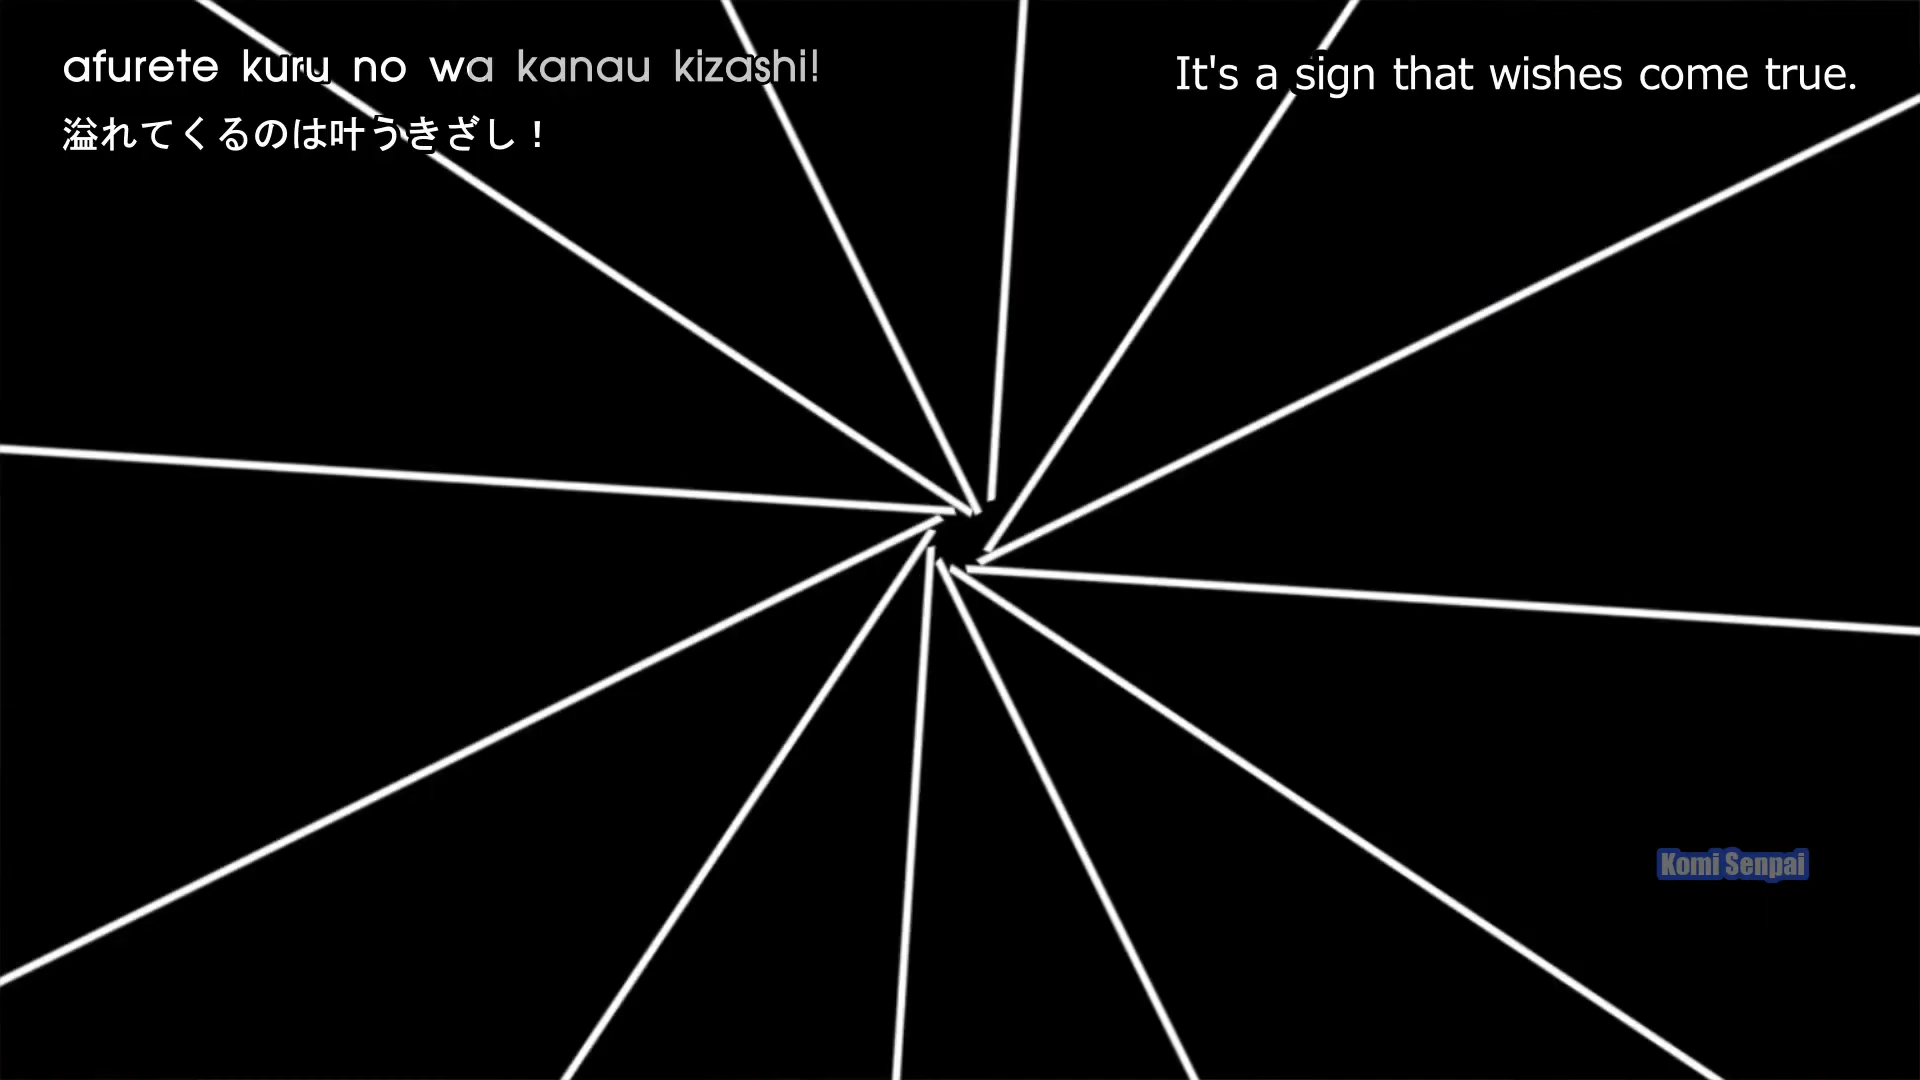 afurete kuru no wa kanau kizashi!
溢れてくるのは叶うきざし！
It's a sign that wishes come true.
Komi Senpai